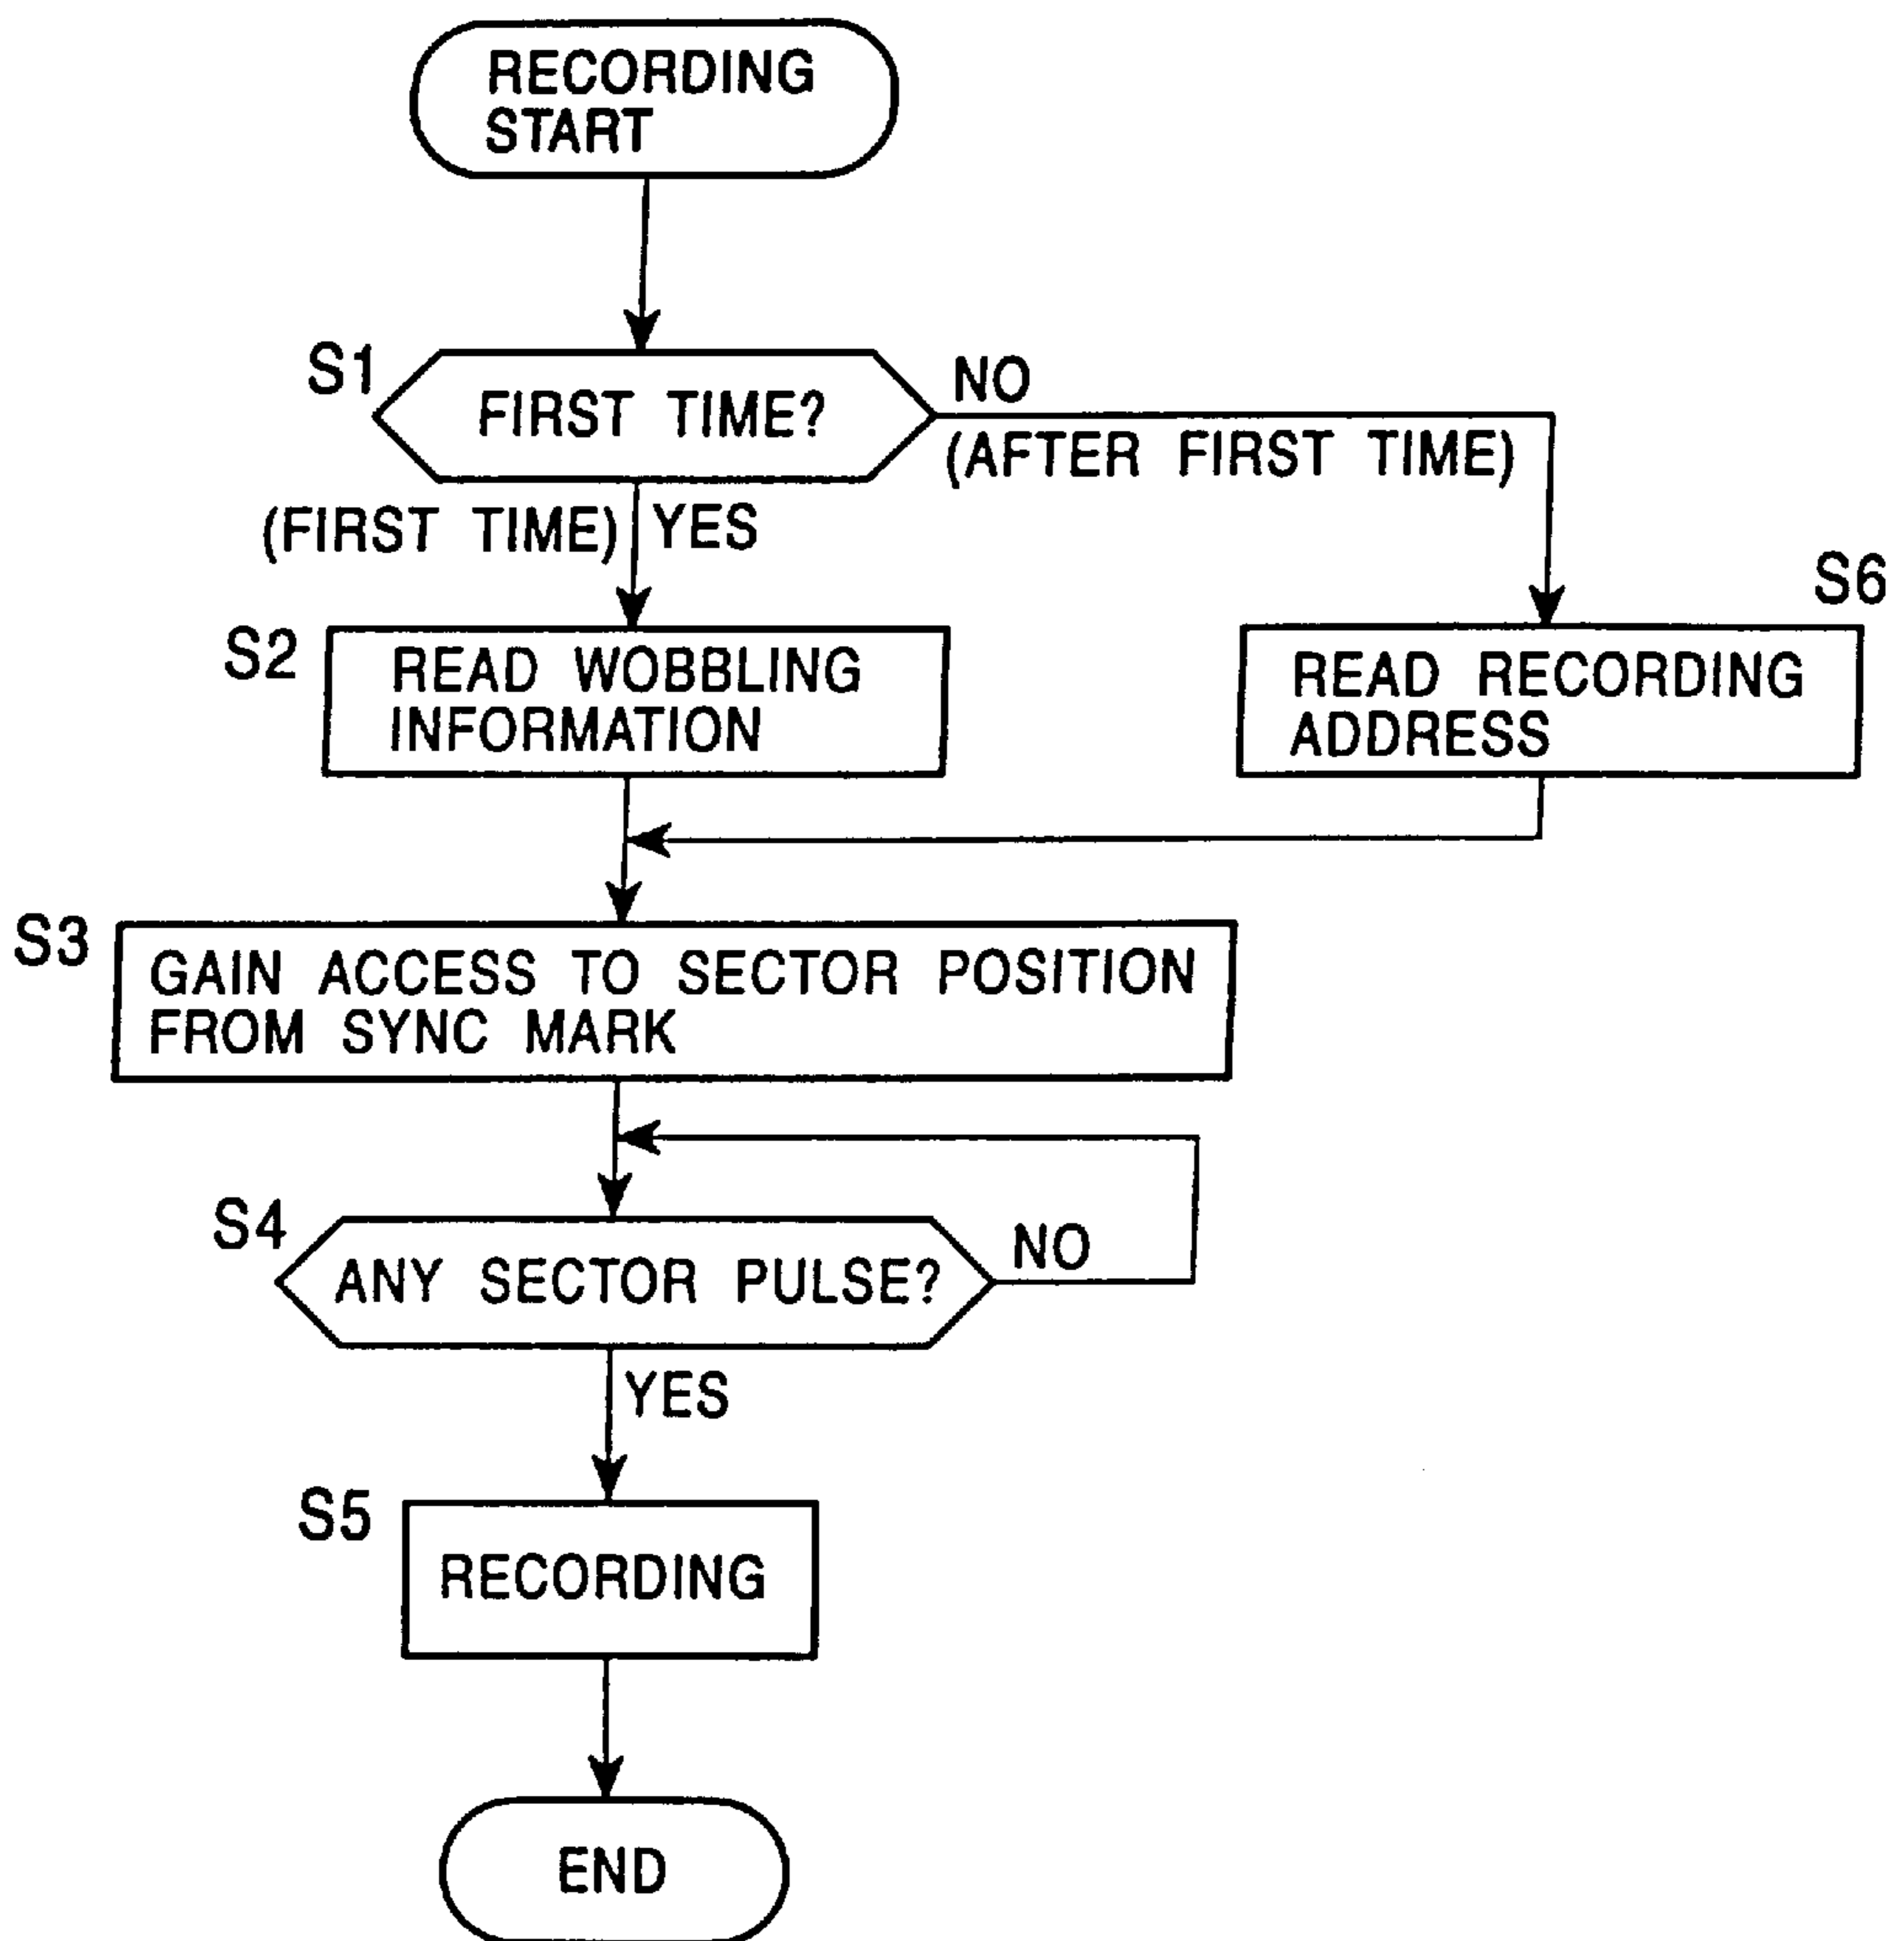 RECORDING
START
S1
FIRST TIME?
NO
(AFTER FIRST TIME)
(FIRST TIME)
YES
S2
READ WOBBLING
INFORMATION
S6
READ RECORDING
ADDRESS
S3
GAIN ACCESS TO SECTOR POSITION
FROM SYNC MARK
S4
ANY SECTOR PULSE?
NO
YES
S5
RECORDING
END